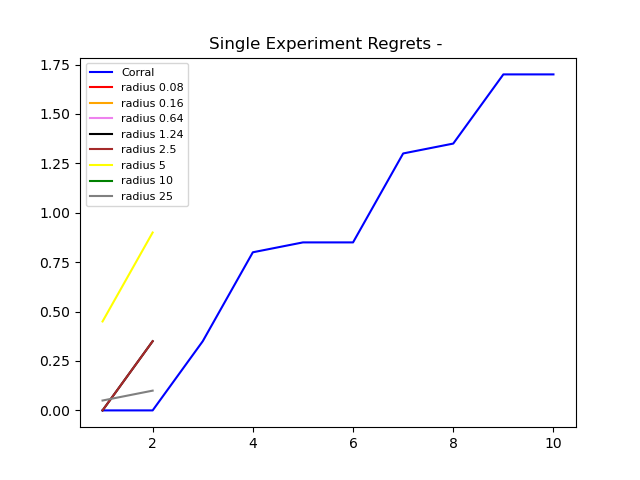 Single Experiment Regrets -
Corral
radius 0.08
radius 0.16
radius 0.64
radius 1.24
radius 2.5
radius 5
radius 10
radius 25
1.75
1.50
1.25
1.00
0.75
0.50
0.25
0.00
2 4 6 8 10